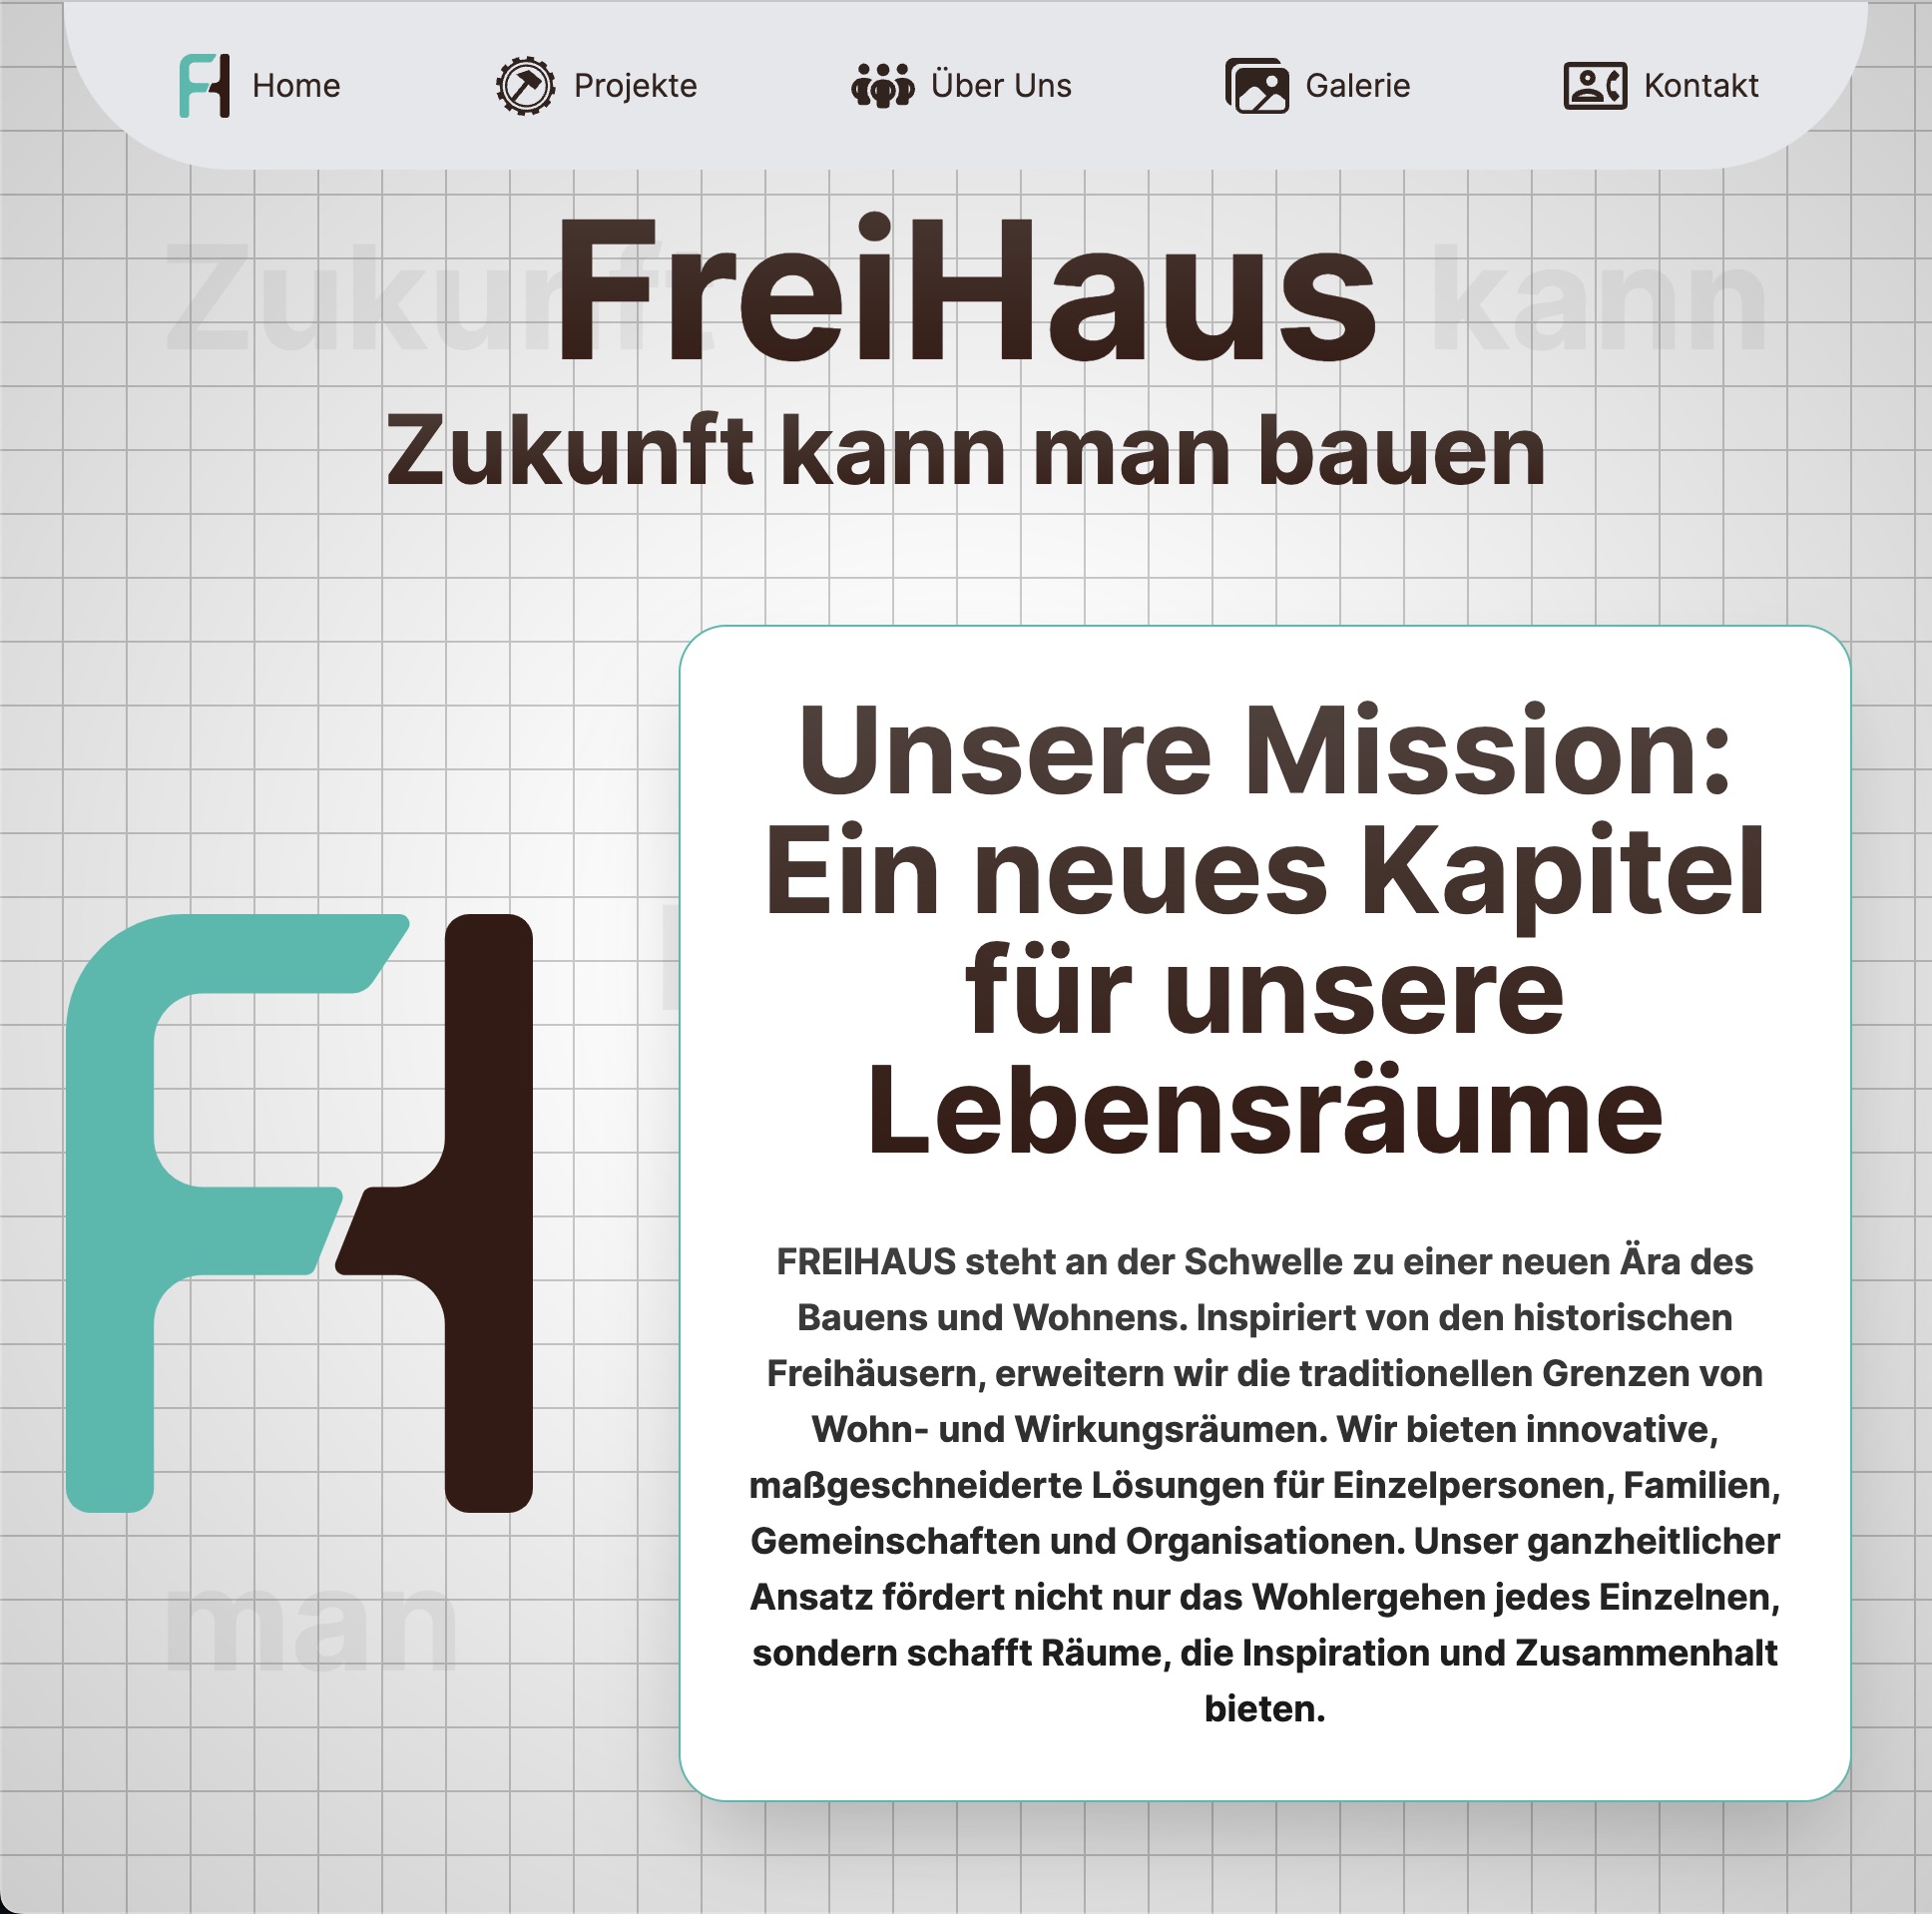 Home
Projekte
Über Uns
Galerie
Kontakt
Zukunft
kann
FreiHaus
Zukunft kann man bauen
Unsere Mission:
Ein neues Kapitel
für unsere
Lebensräume
FREIHAUS steht an der Schwelle zu einer neuen Ära des
Bauens und Wohnens. Inspiriert von den historischen
Freihäusern, erweitern wir die traditionellen Grenzen von
Wohn- und Wirkungsräumen. Wir bieten innovative,
maßgeschneiderte Lösungen für Einzelpersonen, Familien,
Gemeinschaften und Organisationen. Unser ganzheitlicher
Ansatz fördert nicht nur das Wohlergehen jedes Einzelnen,
sondern schafft Räume, die Inspiration und Zusammenhalt
bieten.
FH
man